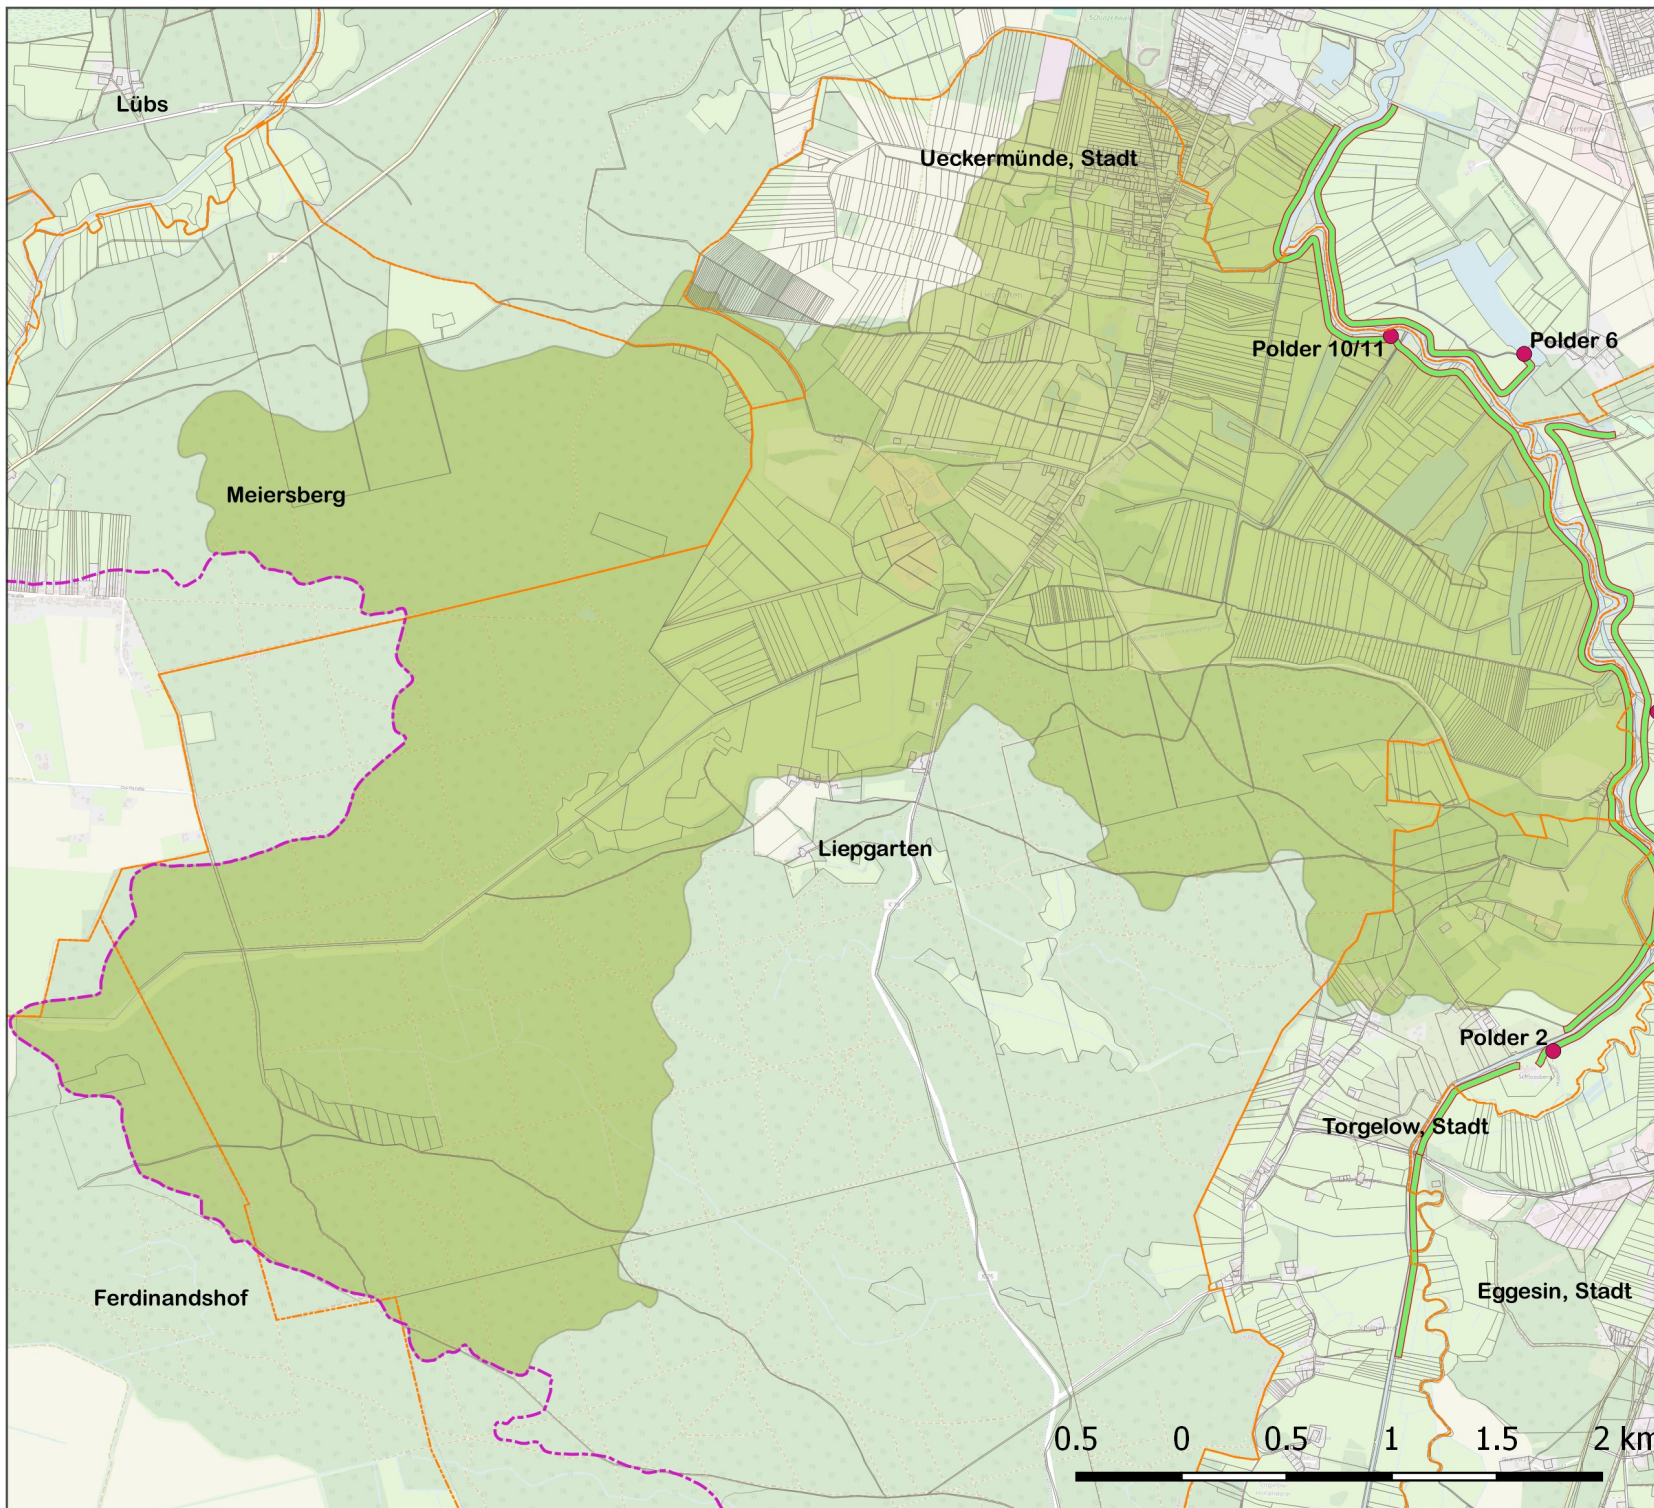 Lübs
Ueckermünde, Stadt
Polder 10/11
Polder 6
Meiersberg
Liepgarten
Liepgarten
Polder 2
Torgelow, Stadt
Ferdinandshof
Eggesin, Stadt
0.5 0 0.5 1 1.5 2 km